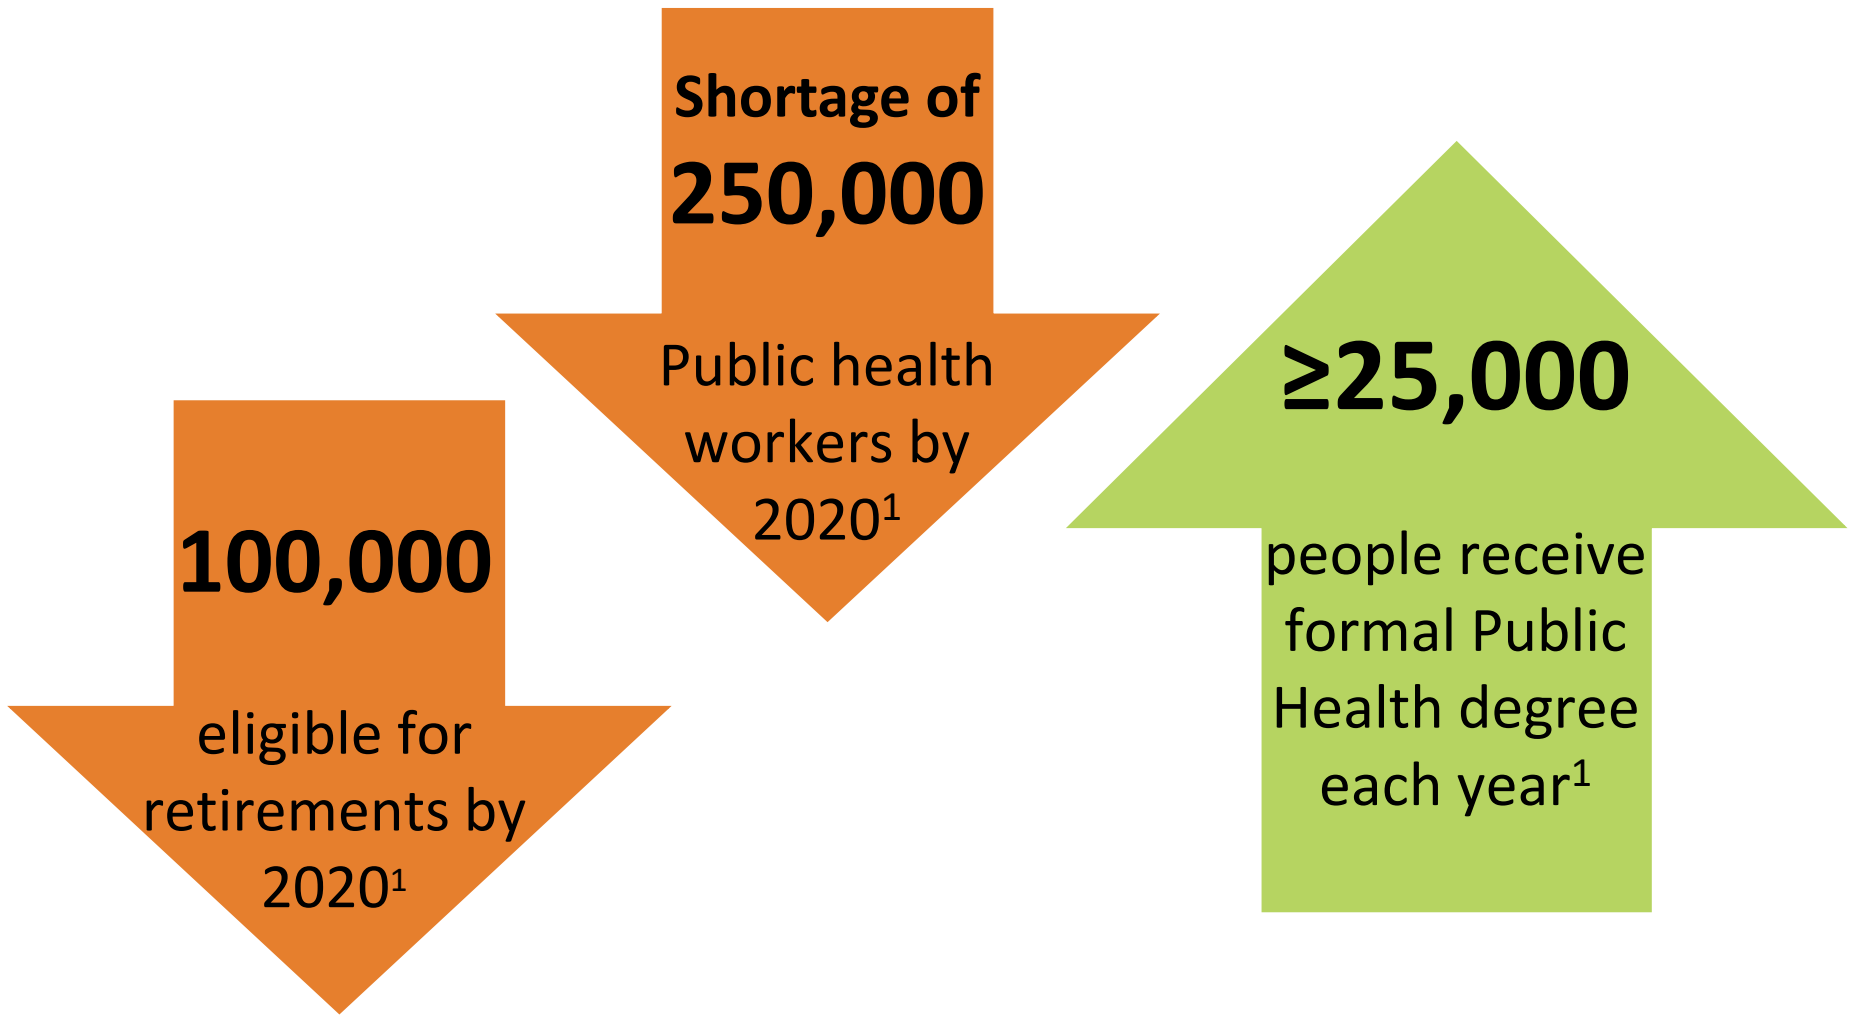 100,000
eligible for
retirements by
2020¹
Shortage of
250,000
Public health
workers by
2020¹
≥25,000
people receive
formal Public
Health degree
each year¹